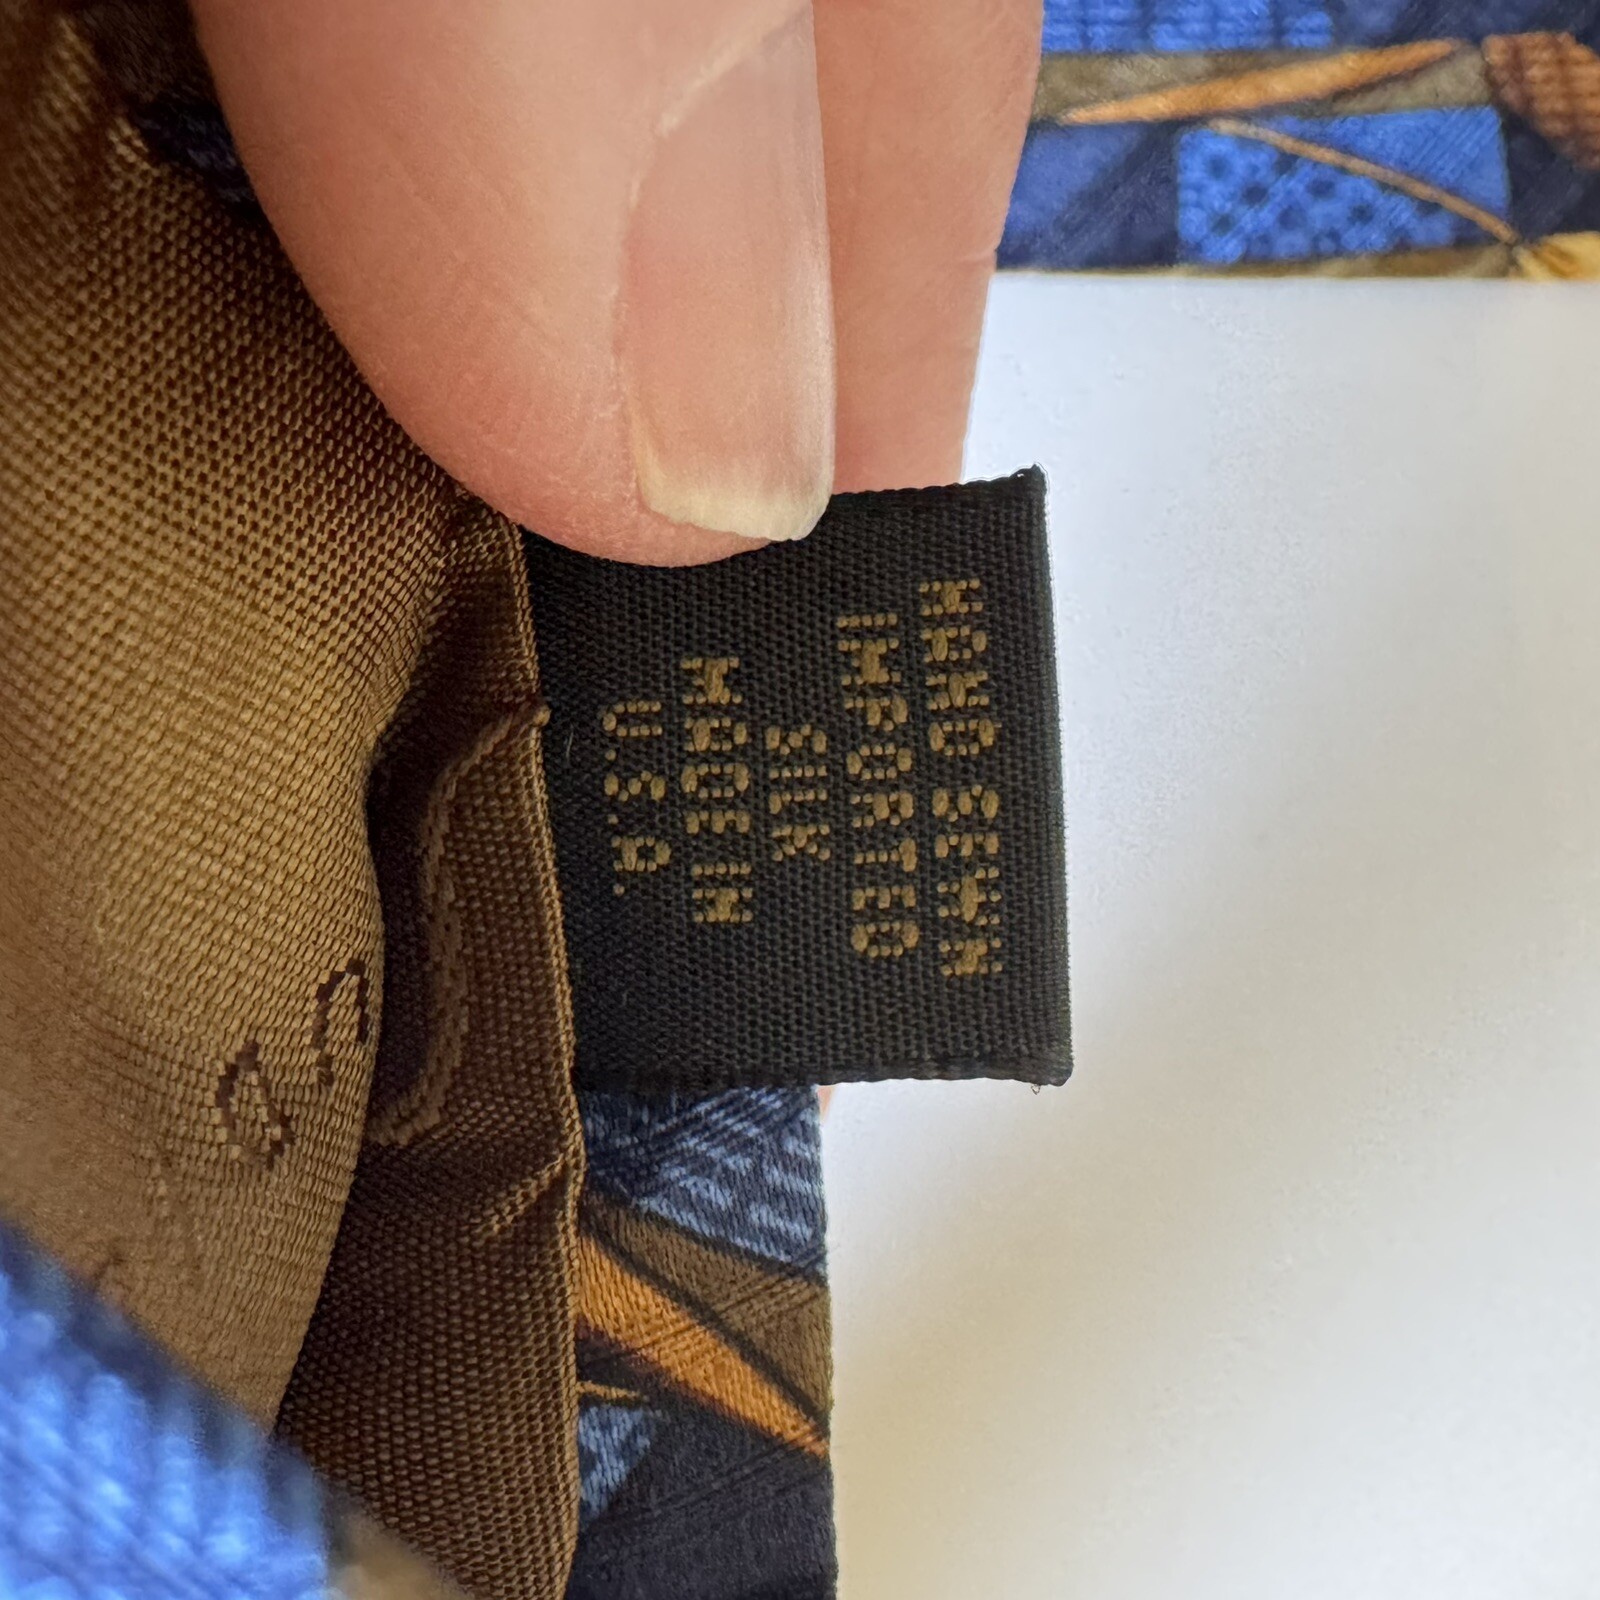 HAND SEWN
IMPORTED
SILK
MADE IN
U.S.A.